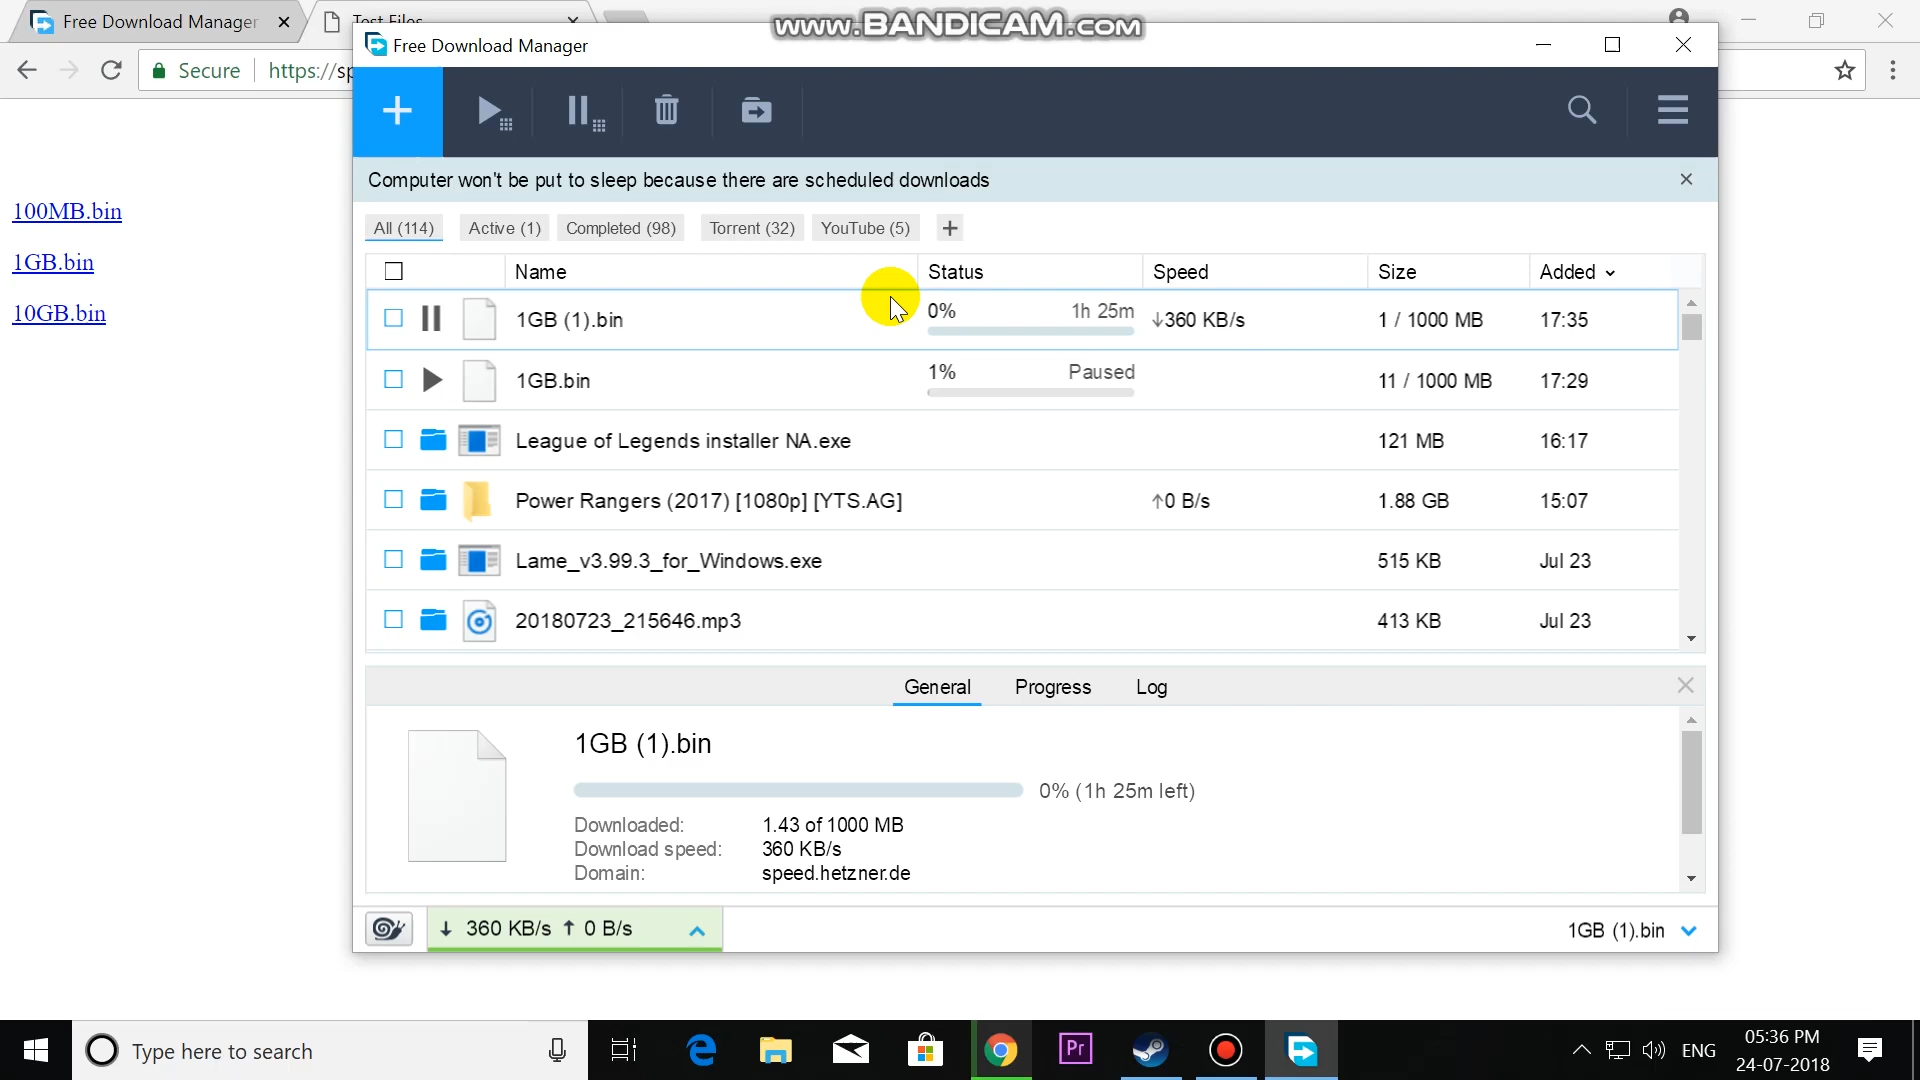 Free Download Manager
Test Files
www.BANDICAM.com
Secure
https://sp
Free Download Manager
Computer won't be put to sleep because there are scheduled downloads
All (114) Active (1) Completed (98) Torrent (32) YouTube (5) +
Name Status Speed Size Added
1GB (1).bin 0% 1h 25m ↓360 KB/s 1 / 1000 MB 17:35
1GB.bin 1% Paused 11 / 1000 MB 17:29
League of Legends installer NA.exe 121 MB 16:17
Power Rangers (2017) [1080p] [YTS.AG] ↑0 B/s 1.88 GB 15:07
Lame_v3.99.3_for_Windows.exe 515 KB Jul 23
20180723_215646.mp3 413 KB Jul 23
100MB.bin
1GB.bin
10GB.bin
General Progress Log
1GB (1).bin
0% (1h 25m left)
Downloaded: 1.43 of 1000 MB
Download speed: 360 KB/s
Domain: speed.hetzner.de
↓ 360 KB/s ↑ 0 B/s
1GB (1).bin
Type here to search
Pr
ENG
05:36 PM
24-07-2018